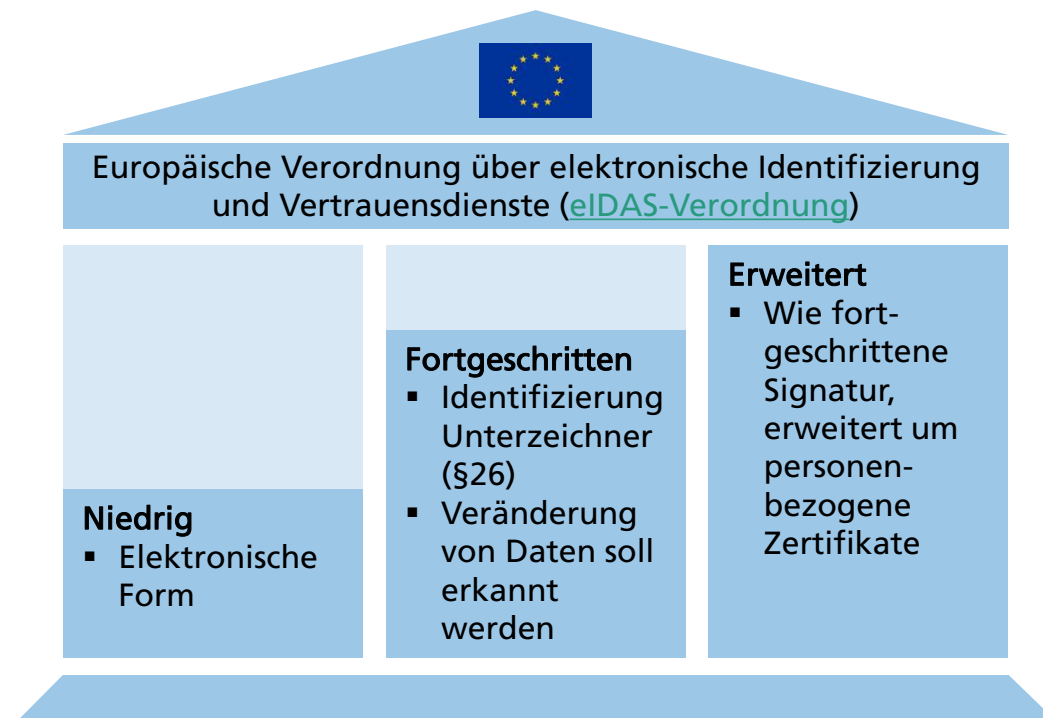 Europäische Verordnung über elektronische Identifizierung
und Vertrauensdienste (eIDAS-Verordnung)
Niedrig
▪ Elektronische
Form
Fortgeschritten
▪ Identifizierung
Unterzeichner
(§26)
▪ Veränderung
von Daten soll
erkannt
werden
Erweitert
▪ Wie fort-
geschrittene
Signatur,
erweitert um
personen-
bezogene
Zertifikate